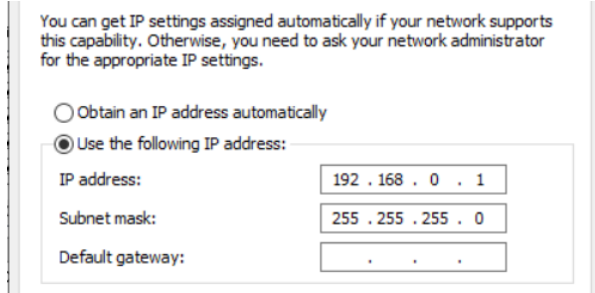 You can get IP settings assigned automatically if your network supports
this capability. Otherwise, you need to ask your network administrator
for the appropriate IP settings.
Obtain an IP address automatically
Use the following IP address:
IP address: 192 . 168 . 0 . 1
Subnet mask: 255 . 255 . 255 . 0
Default gateway: . . .